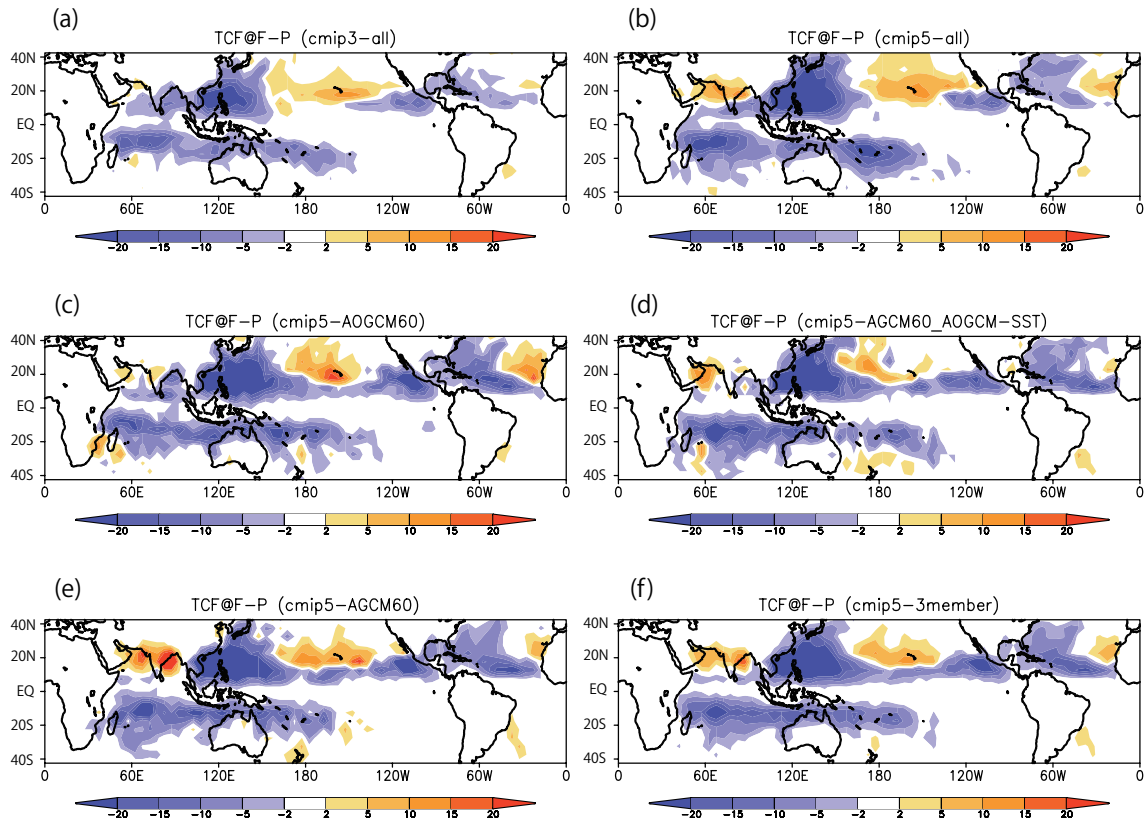 (a)
TCF@F-P (cmip3-all)
40N
20N
EQ
20S
40S
0 60E 120E 180 120W 60W 0
-20 -15 -10 -5 -2 2 5 10 15 20
(b)
TCF@F-P (cmip5-all)
40N
20N
EQ
20S
40S
0 60E 120E 180 120W 60W 0
-20 -15 -10 -5 -2 2 5 10 15 20
(c)
TCF@F-P (cmip5-AOGCM60)
40N
20N
EQ
20S
40S
0 60E 120E 180 120W 60W 0
-20 -15 -10 -5 -2 2 5 10 15 20
(d)
TCF@F-P (cmip5-AGCM60_AOGCM-SST)
40N
20N
EQ
20S
40S
0 60E 120E 180 120W 60W 0
-20 -15 -10 -5 -2 2 5 10 15 20
(e)
TCF@F-P (cmip5-AGCM60)
40N
20N
EQ
20S
40S
0 60E 120E 180 120W 60W 0
-20 -15 -10 -5 -2 2 5 10 15 20
(f)
TCF@F-P (cmip5-3member)
40N
20N
EQ
20S
40S
0 60E 120E 180 120W 60W 0
-20 -15 -10 -5 -2 2 5 10 15 20